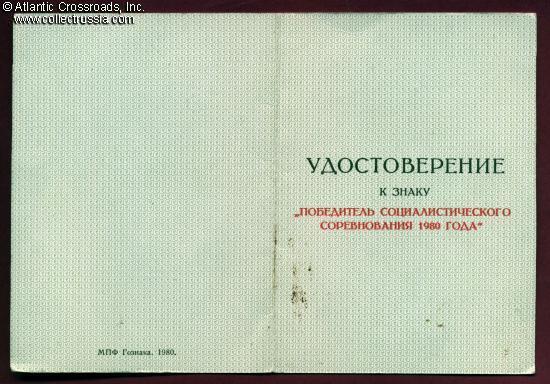 © Atlantic Crossroads, Inc.
www.collectrussia.com
УДОСТОВЕРЕНИЕ
К ЗНАКУ
„ПОБЕДИТЕЛЬ СОЦИАЛИСТИЧЕСКОГО
СОРЕВНОВАНИЯ 1980 ГОДА“
МПФ Гознака. 1980.